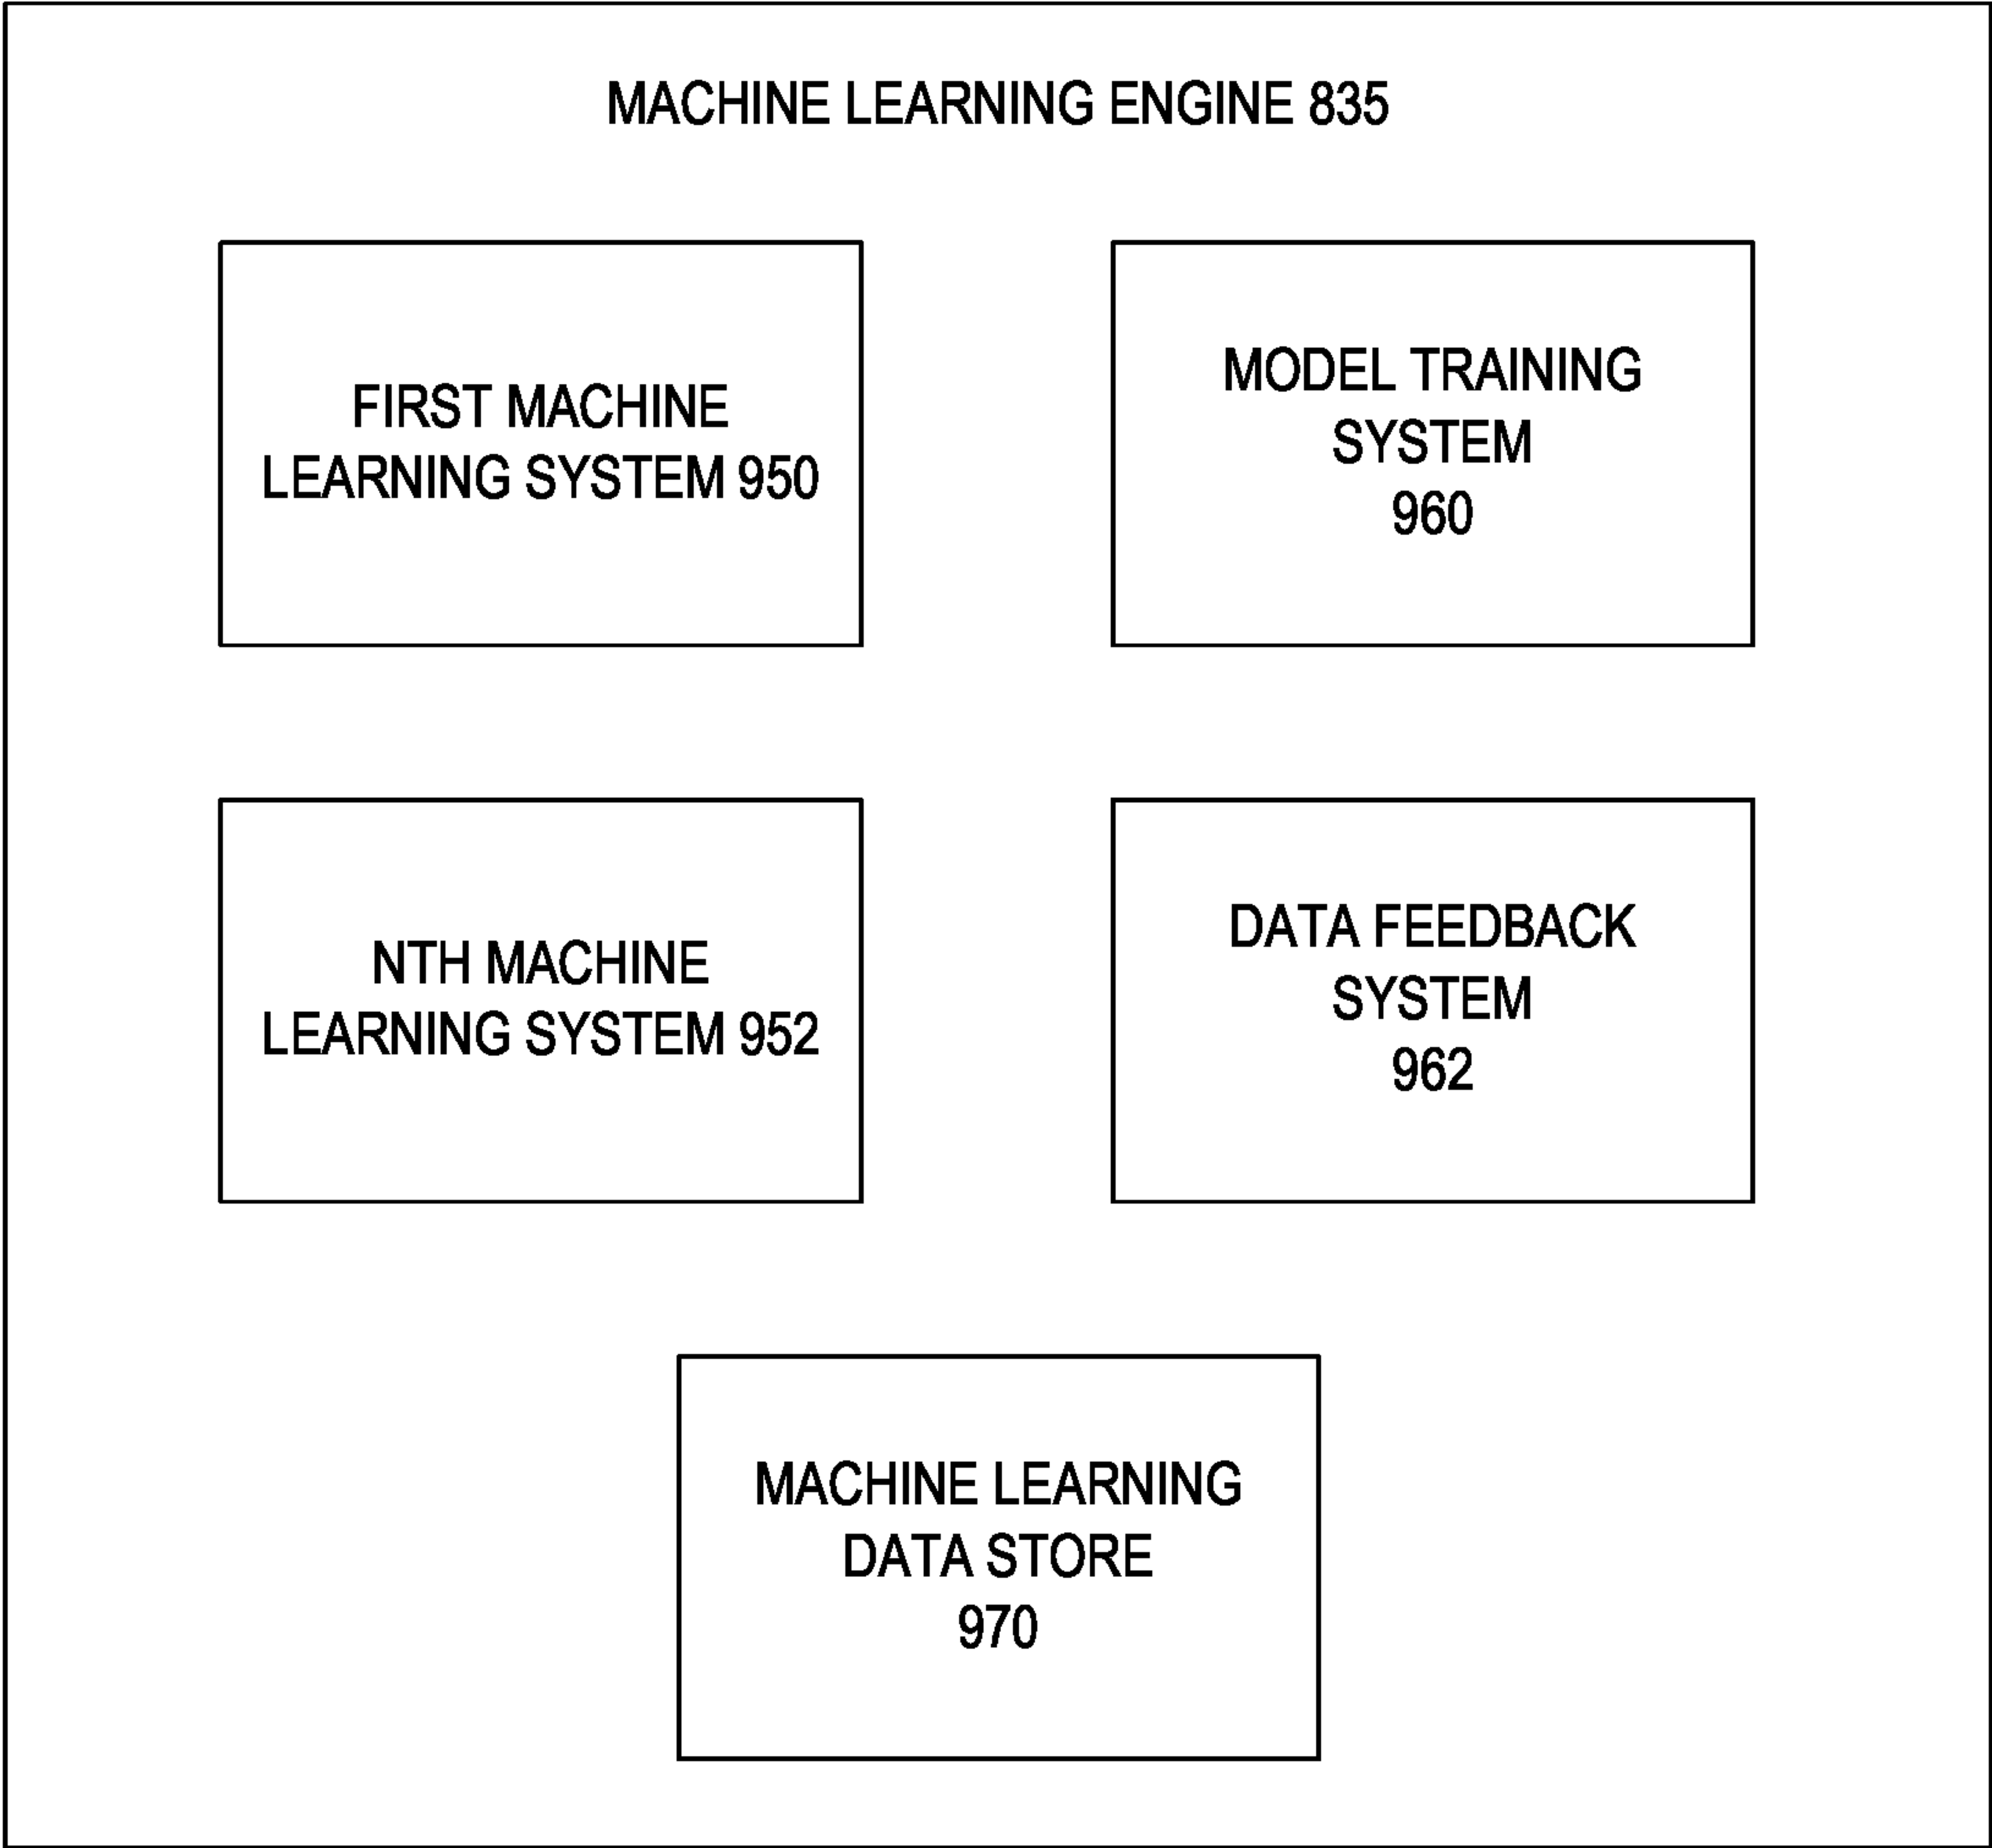 MACHINE LEARNING ENGINE 835
FIRST MACHINE
LEARNING SYSTEM 950
MODEL TRAINING
SYSTEM
960
NTH MACHINE
LEARNING SYSTEM 952
DATA FEEDBACK
SYSTEM
962
MACHINE LEARNING
DATA STORE
970